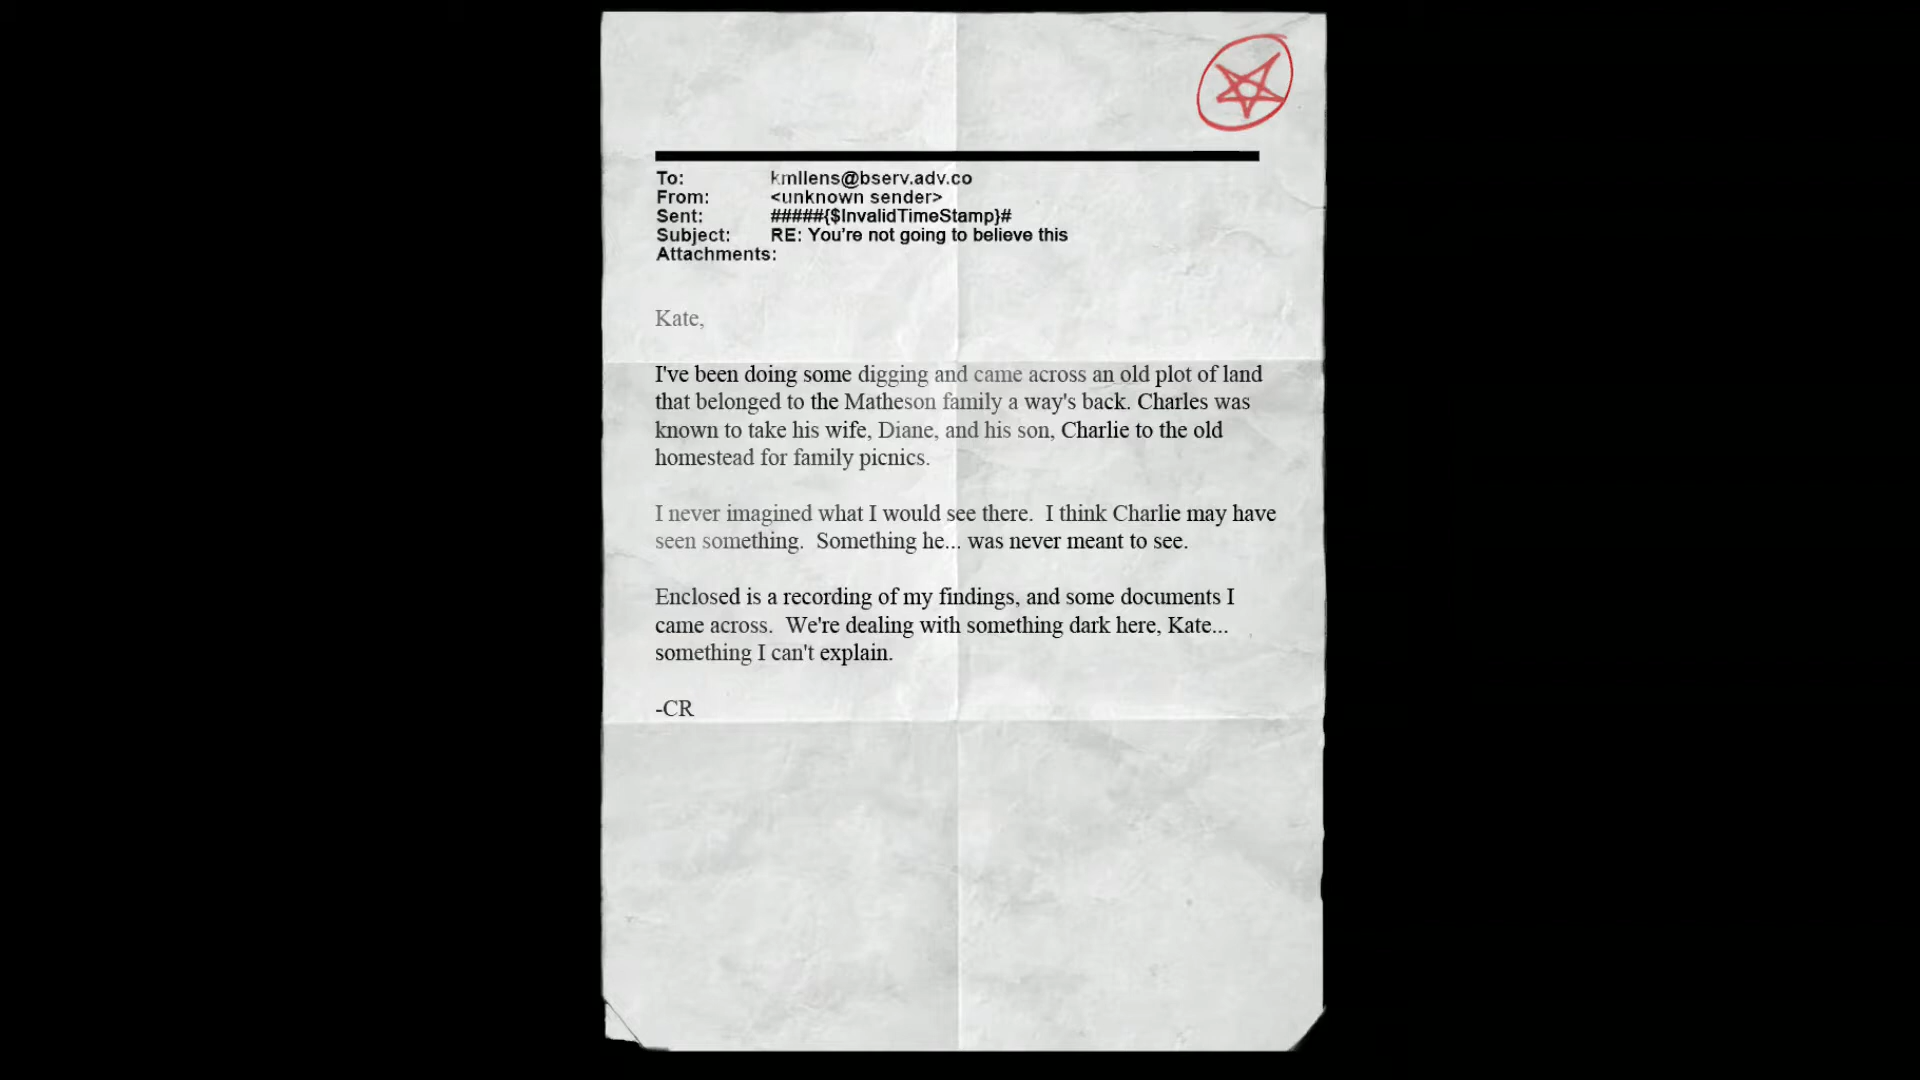 To: kmllens@bserv.adv.co
From: <unknown sender>
Sent: #####{$InvalidTimeStamp}#
Subject: RE: You're not going to believe this
Attachments:
Kate,
I've been doing some digging and came across an old plot of land
that belonged to the Matheson family a way's back. Charles was
known to take his wife, Diane, and his son, Charlie to the old
homestead for family picnics.
I never imagined what I would see there.  I think Charlie may have
seen something.  Something he... was never meant to see.
Enclosed is a recording of my findings, and some documents I
came across.  We're dealing with something dark here, Kate...
something I can't explain.
-CR